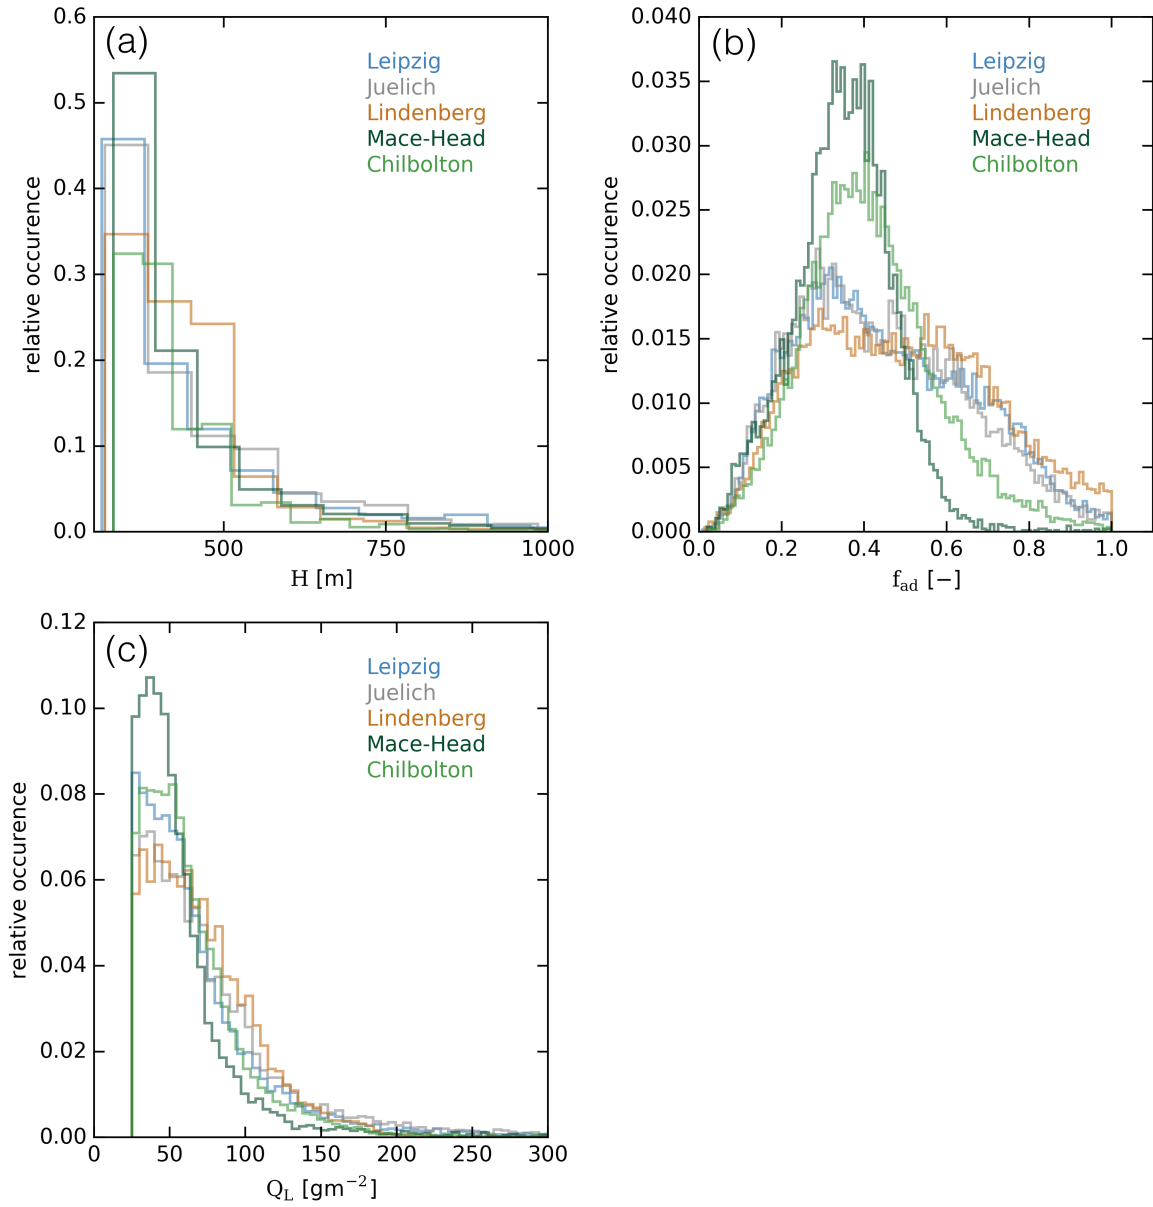 (a)
0.6
0.5
0.4
0.3
0.2
0.1
0.0
relative occurence
Leipzig
Juelich
Lindenberg
Mace-Head
Chilbolton
500
750
1000
H [m]
(b)
0.040
0.035
0.030
0.025
0.020
0.015
0.010
0.005
0.000
relative occurence
Leipzig
Juelich
Lindenberg
Mace-Head
Chilbolton
0.0
0.2
0.4
0.6
0.8
1.0
f_ad [−]
(c)
0.12
0.10
0.08
0.06
0.04
0.02
0.00
relative occurence
Leipzig
Juelich
Lindenberg
Mace-Head
Chilbolton
0
50
100
150
200
250
300
Q_L [gm⁻²]